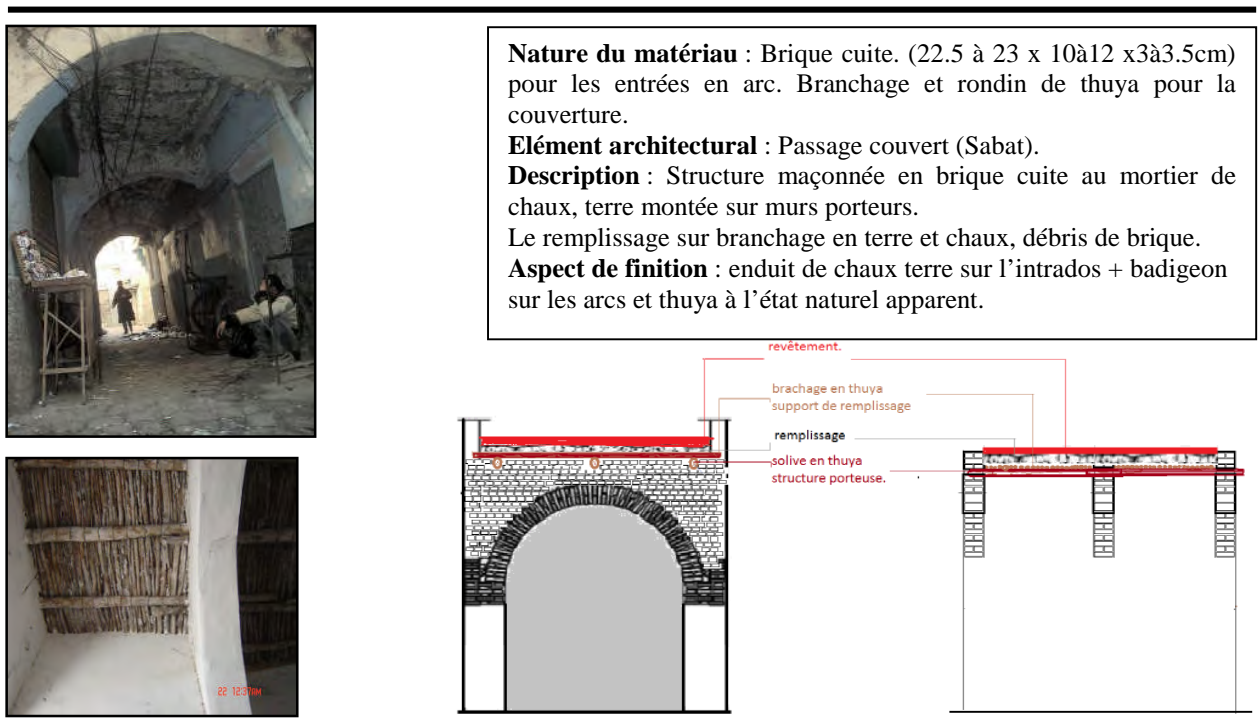 Nature du matériau : Brique cuite. (22.5 à 23 x 10à12 x3à3.5cm)
pour les entrées en arc. Branchage et rondin de thuya pour la
couverture.
Elément architectural : Passage couvert (Sabat).
Description : Structure maçonnée en brique cuite au mortier de
chaux, terre montée sur murs porteurs.
Le remplissage sur branchage en terre et chaux, débris de brique.
Aspect de finition : enduit de chaux terre sur l’intrados + badigeon
sur les arcs et thuya à l’état naturel apparent.
revêtement.
brachage en thuya
support de remplissage
remplissage
solive en thuya
structure porteuse.